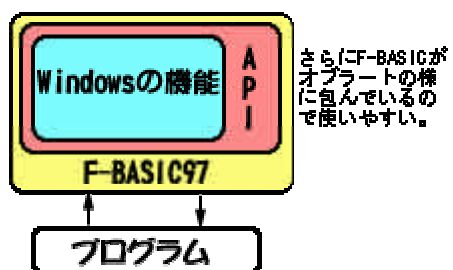 Windowsの機能
API
さらにF-BASICが
オブラートの様
に包んでいるの
で使いやすい。
F-BASIC97
プログラム